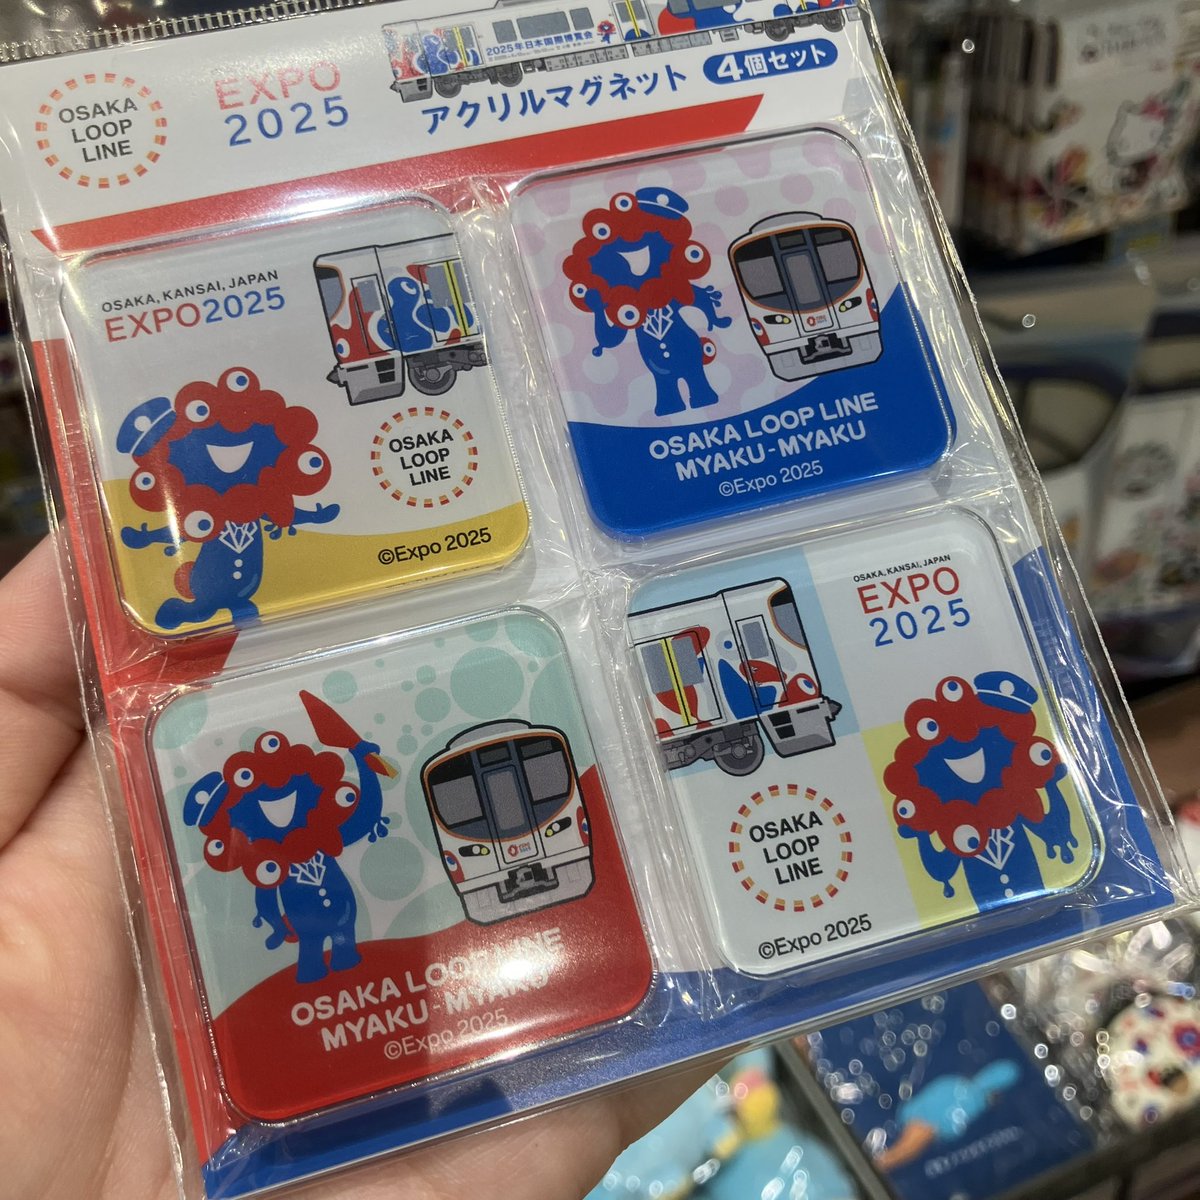 OSAKA
LOOP
LINE
EXPO
2025
2025年日本国際博覧会
アクリルマグネット
4個セット
OSAKA, KANSAI, JAPAN
EXPO2025
OSAKA
LOOP
LINE
©Expo 2025
OSAKA LOOP LINE
MYAKU-MYAKU
©Expo 2025
OSAKA LOOP LINE
MYAKU-MYAKU
©Expo 2025
OSAKA, KANSAI, JAPAN
EXPO
2025
OSAKA
LOOP
LINE
©Expo 2025